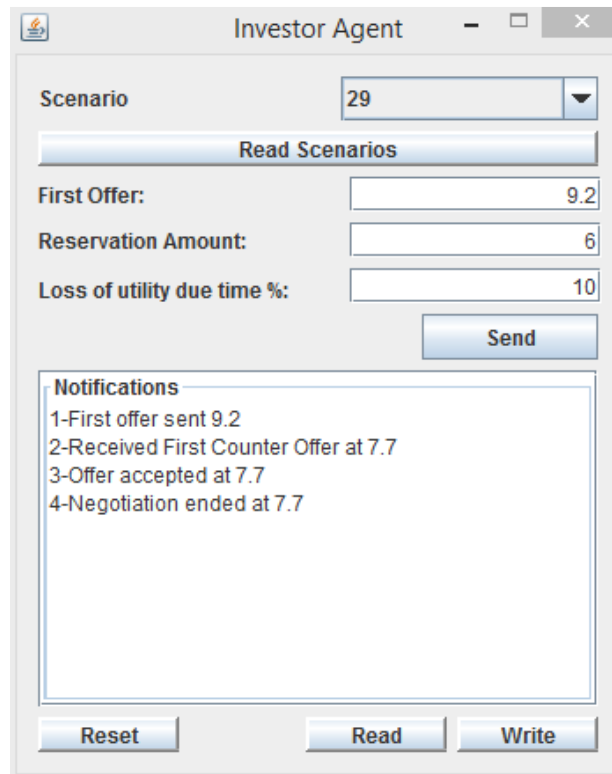 Investor Agent
Scenario 29
Read Scenarios
First Offer: 9.2
Reservation Amount: 6
Loss of utility due time %: 10
Send
Notifications
1-First offer sent 9.2
2-Received First Counter Offer at 7.7
3-Offer accepted at 7.7
4-Negotiation ended at 7.7
Reset Read Write